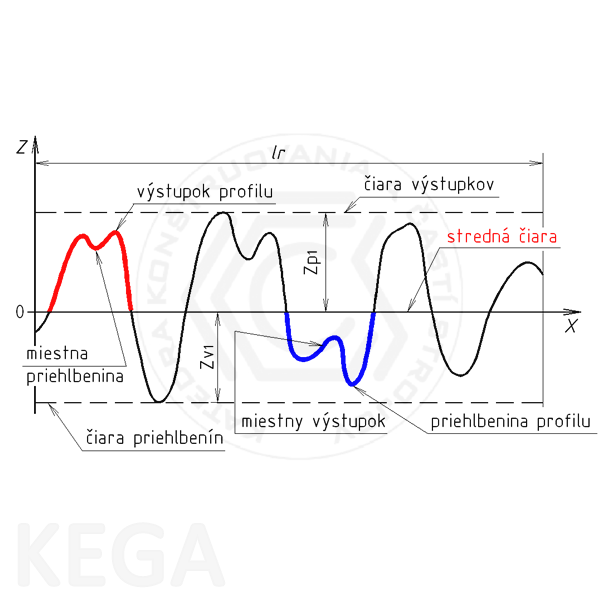 Z
lr
výstupok profilu
čiara výstupkov
stredná čiara
Zp1
0
X
miestna
priehlbenina
Zv1
miestny výstupok
priehlbenina profilu
čiara priehlbenín
KEGA